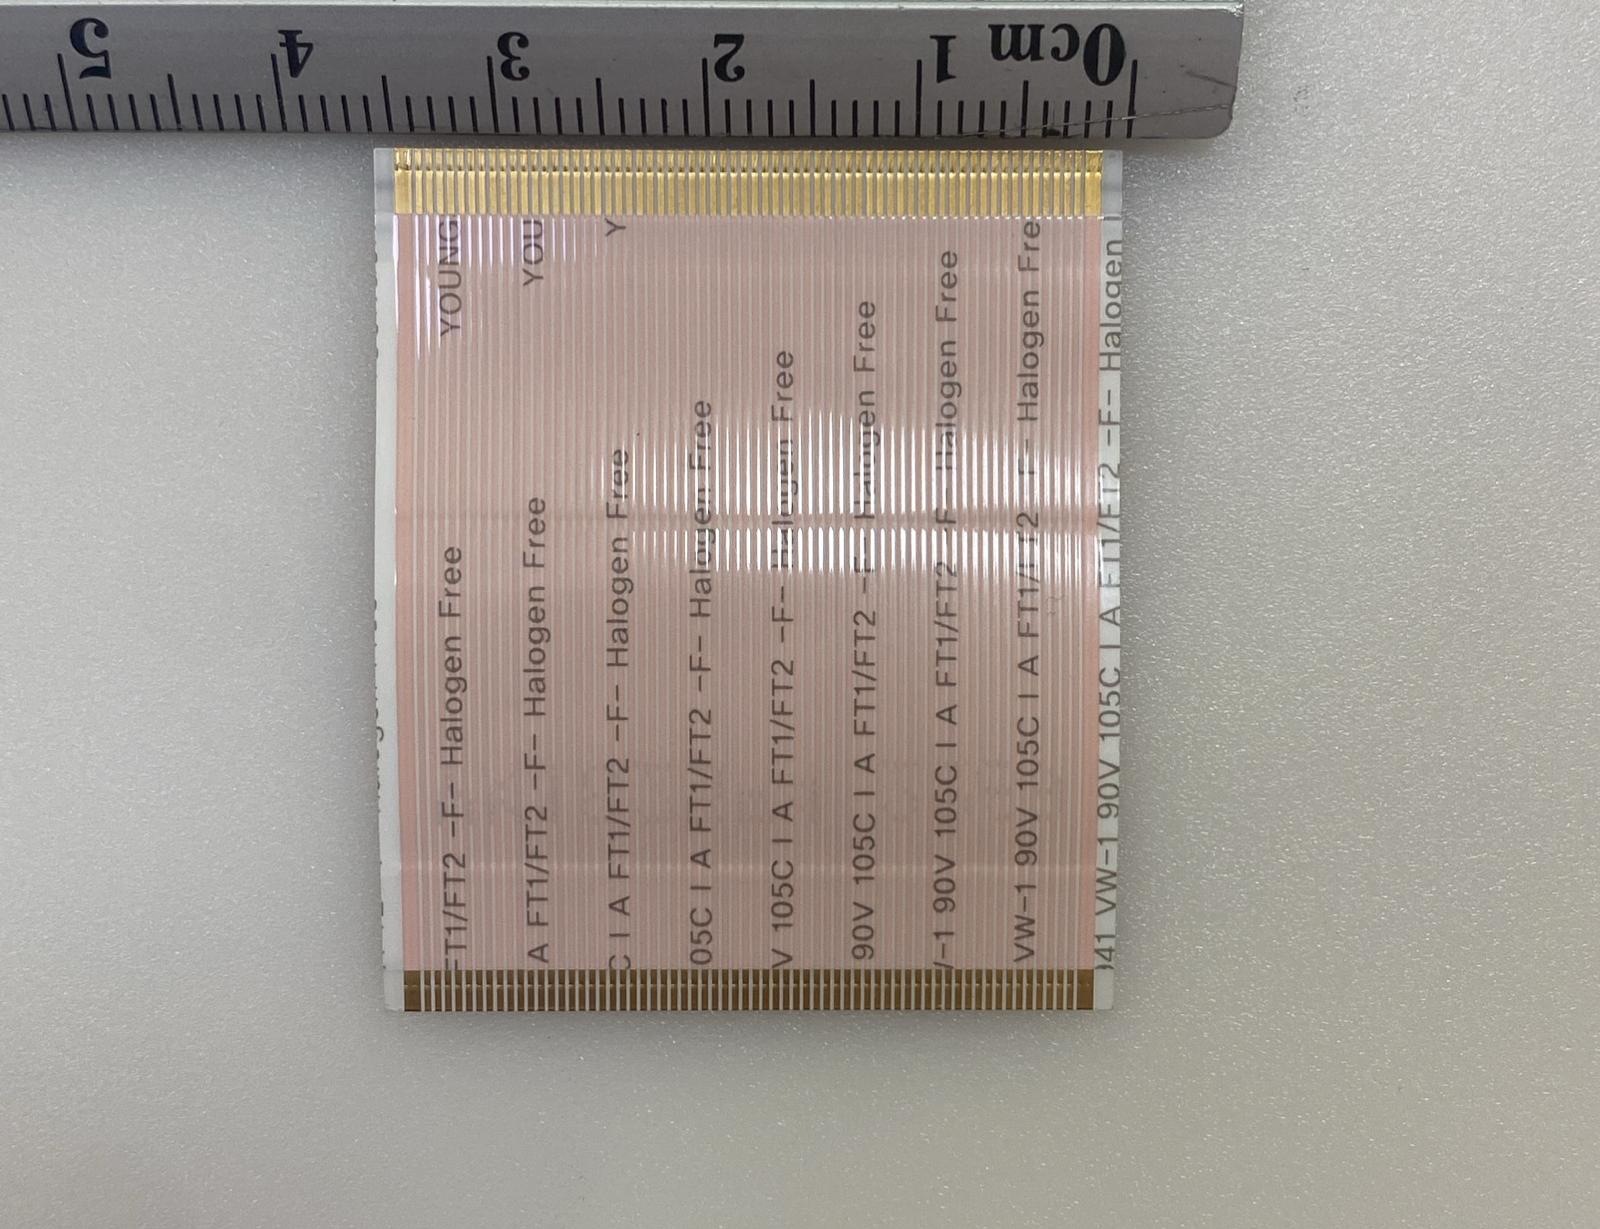 0cm 1 2 3 4 5
YOUNG
FT1/FT2 -F- Halogen Free
YOU
A FT1/FT2 -F- Halogen Free
Y
C I A FT1/FT2 -F- Halogen Free
05C I A FT1/FT2 -F- Halogen Free
V 105C I A FT1/FT2 -F- Halogen Free
90V 105C I A FT1/FT2 -F- Halogen Free
/-1 90V 105C I A FT1/FT2 -F- Halogen Free
VW-1 90V 105C I A FT1/FT2 -F- Halogen Fre
41 VW-1 90V 105C I A FT1/FT2 -F- Halogen